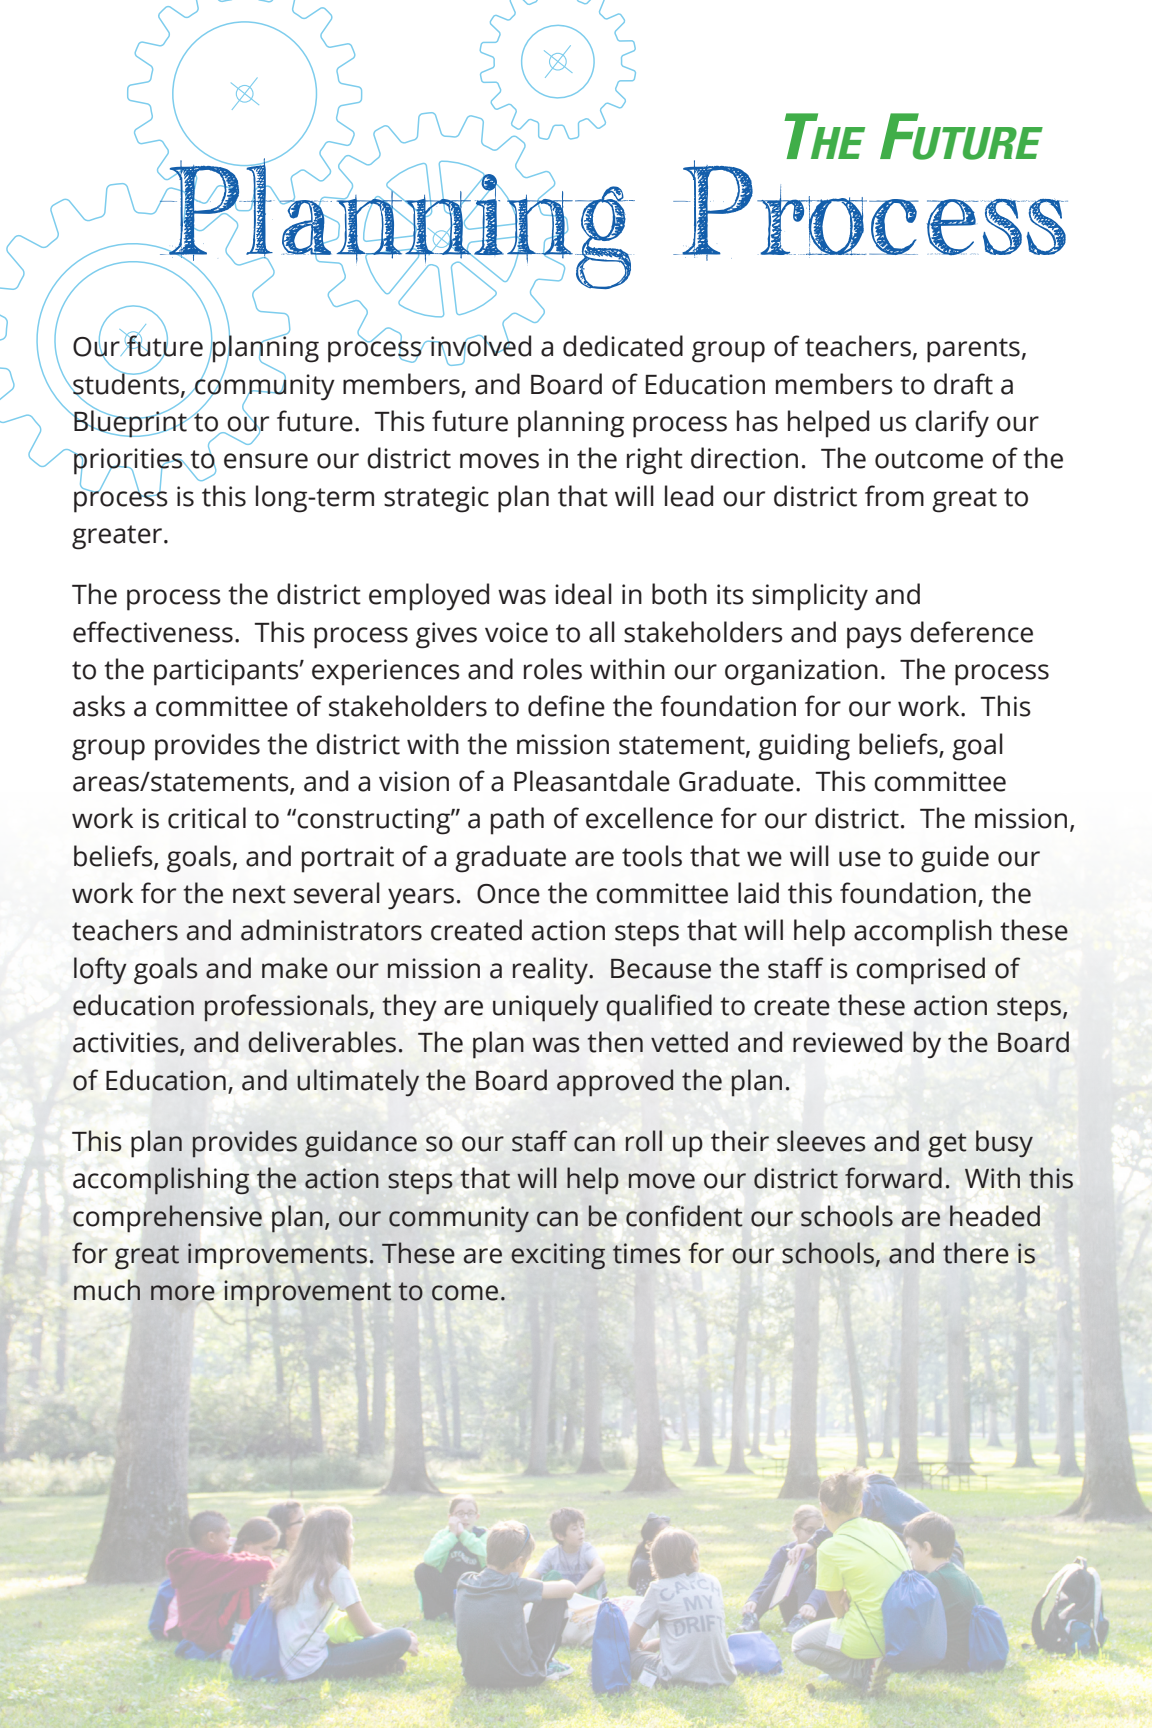 THE FUTURE
Planning Process
Our future planning process involved a dedicated group of teachers, parents,
students, community members, and Board of Education members to draft a
Blueprint to our future.  This future planning process has helped us clarify our
priorities to ensure our district moves in the right direction.  The outcome of the
process is this long-term strategic plan that will lead our district from great to
greater.
The process the district employed was ideal in both its simplicity and
effectiveness.  This process gives voice to all stakeholders and pays deference
to the participants’ experiences and roles within our organization.  The process
asks a committee of stakeholders to define the foundation for our work.  This
group provides the district with the mission statement, guiding beliefs, goal
areas/statements, and a vision of a Pleasantdale Graduate.  This committee
work is critical to “constructing” a path of excellence for our district.  The mission,
beliefs, goals, and portrait of a graduate are tools that we will use to guide our
work for the next several years.  Once the committee laid this foundation, the
teachers and administrators created action steps that will help accomplish these
lofty goals and make our mission a reality.  Because the staff is comprised of
education professionals, they are uniquely qualified to create these action steps,
activities, and deliverables.  The plan was then vetted and reviewed by the Board
of Education, and ultimately the Board approved the plan.
This plan provides guidance so our staff can roll up their sleeves and get busy
accomplishing the action steps that will help move our district forward.  With this
comprehensive plan, our community can be confident our schools are headed
for great improvements. These are exciting times for our schools, and there is
much more improvement to come.
CATCH
MY
DRIFT